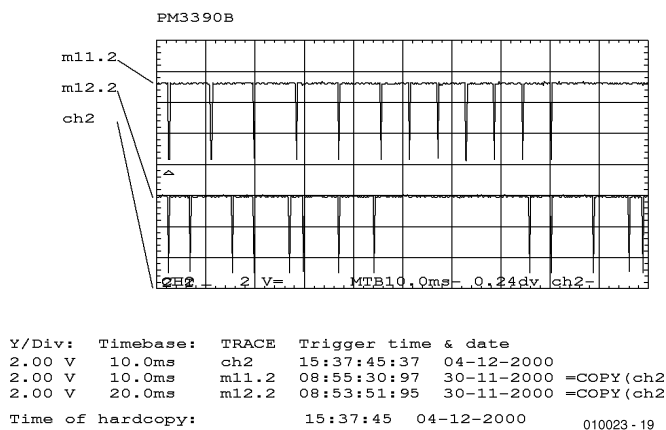 PM3390B
m11.2
m12.2
ch2
2 V= MTB10.0ms- 0.24dv ch2-
Y/Div: Timebase: TRACE Trigger time & date
2.00 V 10.0ms ch2 15:37:45:37 04-12-2000
2.00 V 10.0ms m11.2 08:55:30:97 30-11-2000 =COPY(ch2
2.00 V 20.0ms m12.2 08:53:51:95 30-11-2000 =COPY(ch2
Time of hardcopy: 15:37:45 04-12-2000
010023 - 19